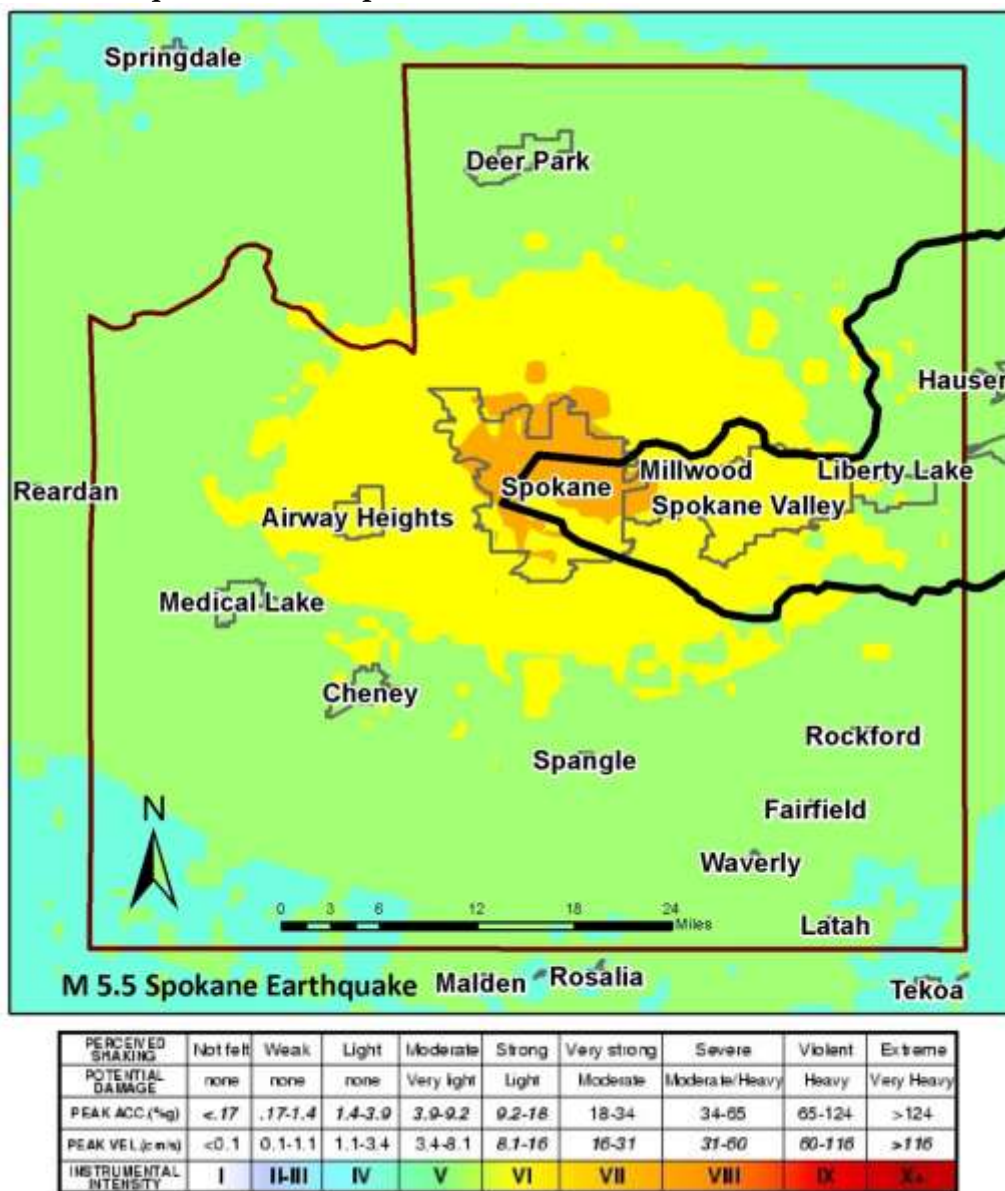 Springdale
Deer Park
Hauser
Millwood
Liberty Lake
Reardan
Spokane
Spokane Valley
Airway Heights
Medical Lake
Cheney
Rockford
Spangle
N
Fairfield
Waverly
0 3 6 12 18 24
Miles
Latah
M 5.5 Spokane Earthquake
Malden
Rosalia
Tekoa
PERCEIVED SHAKING Not felt Weak Light Moderate Strong Very strong Severe Violent Extreme
POTENTIAL DAMAGE none none none Very light Light Moderate Moderate/Heavy Heavy Very Heavy
PEAK ACC.(%g) <.17 .17-1.4 1.4-3.9 3.9-9.2 9.2-18 18-34 34-65 65-124 >124
PEAK VEL.(cm/s) <0.1 0.1-1.1 1.1-3.4 3.4-8.1 8.1-16 16-31 31-60 60-116 >116
INSTRUMENTAL INTENSITY I II-III IV V VI VII VIII IX X+